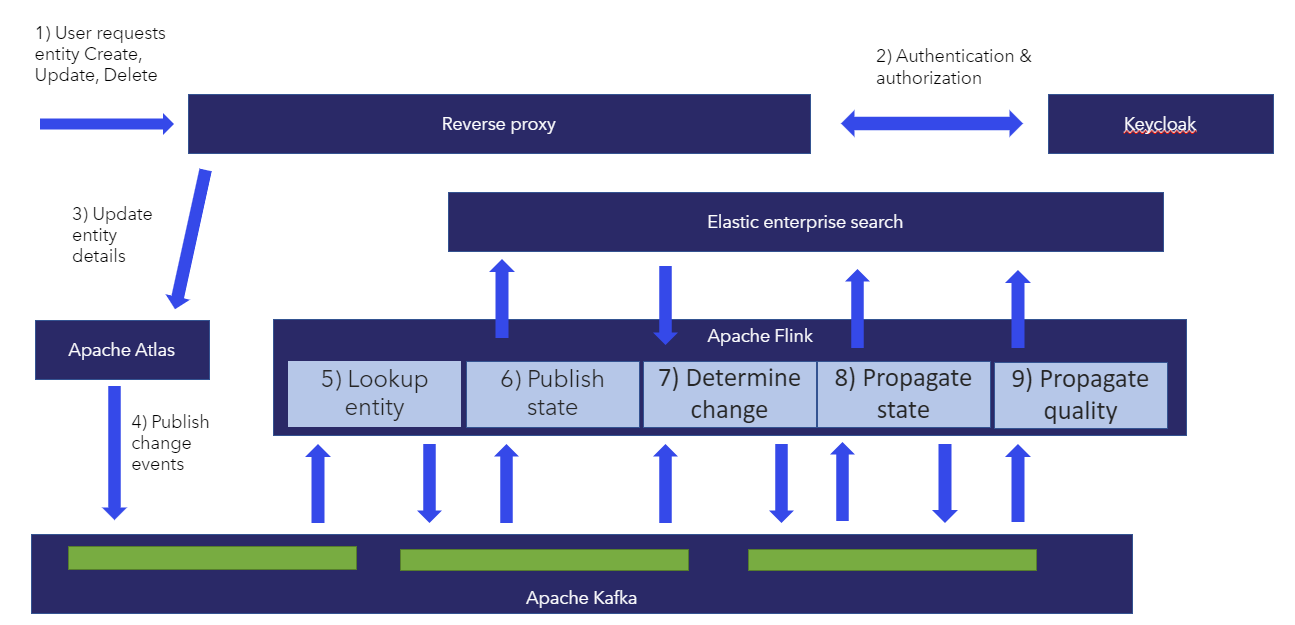 1) User requests
entity Create,
Update, Delete
2) Authentication &
authorization
Reverse proxy
Keycloak
3) Update
entity
details
Elastic enterprise search
Apache Atlas
Apache Flink
5) Lookup
entity
6) Publish
state
7) Determine
change
8) Propagate
state
9) Propagate
quality
4) Publish
change
events
Apache Kafka